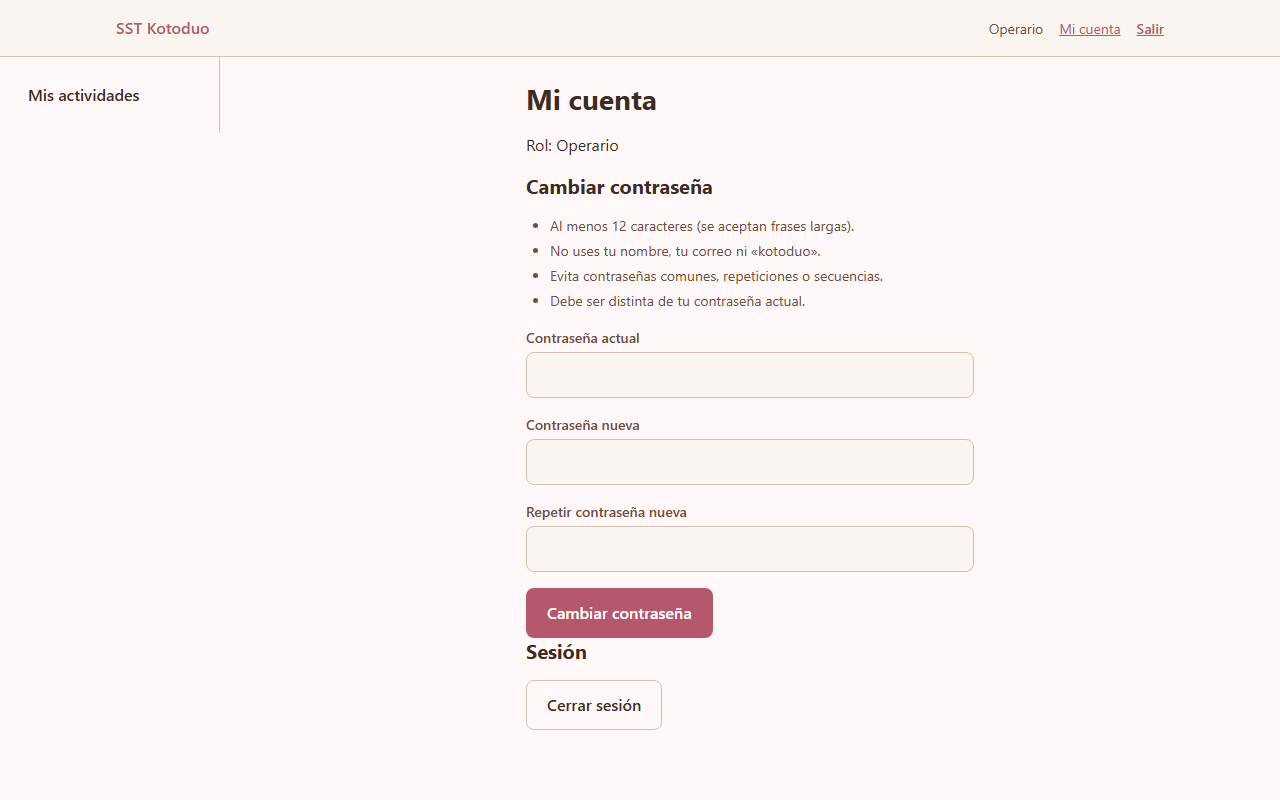 SST Kotoduo
Operario Mi cuenta Salir
Mis actividades
Mi cuenta
Rol: Operario
Cambiar contraseña
• Al menos 12 caracteres (se aceptan frases largas).
• No uses tu nombre, tu correo ni «kotoduo».
• Evita contraseñas comunes, repeticiones o secuencias.
• Debe ser distinta de tu contraseña actual.
Contraseña actual
Contraseña nueva
Repetir contraseña nueva
Cambiar contraseña
Sesión
Cerrar sesión